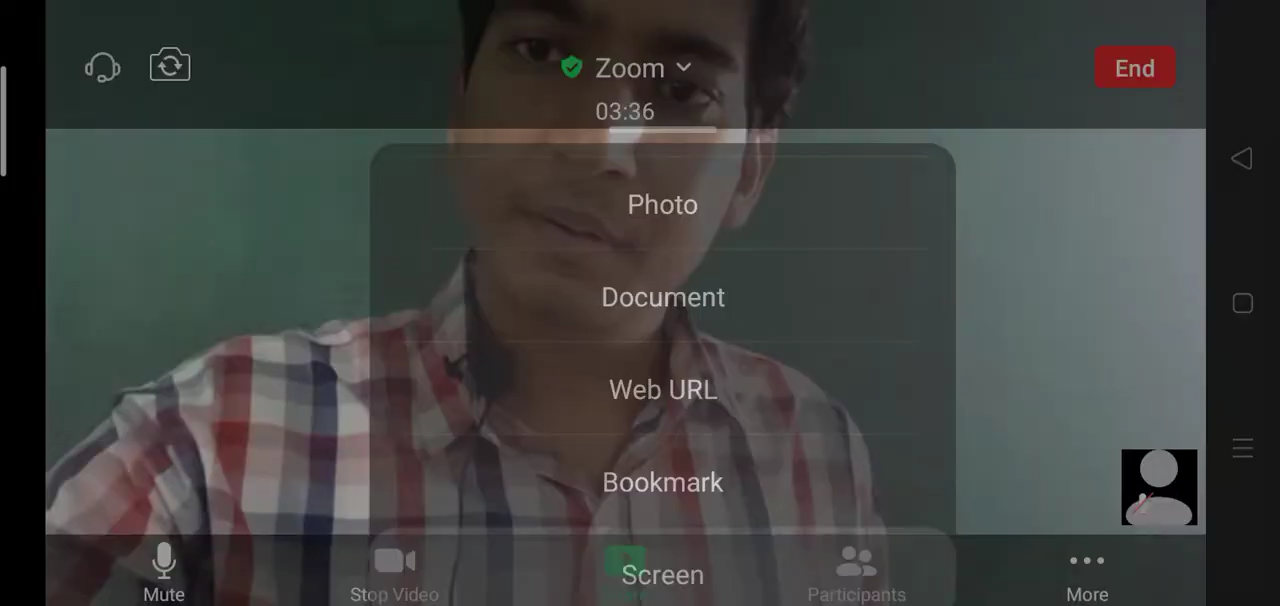 Zoom
End
03:36
Photo
Document
Web URL
Bookmark
Screen
Mute
Stop Video
Participants
More